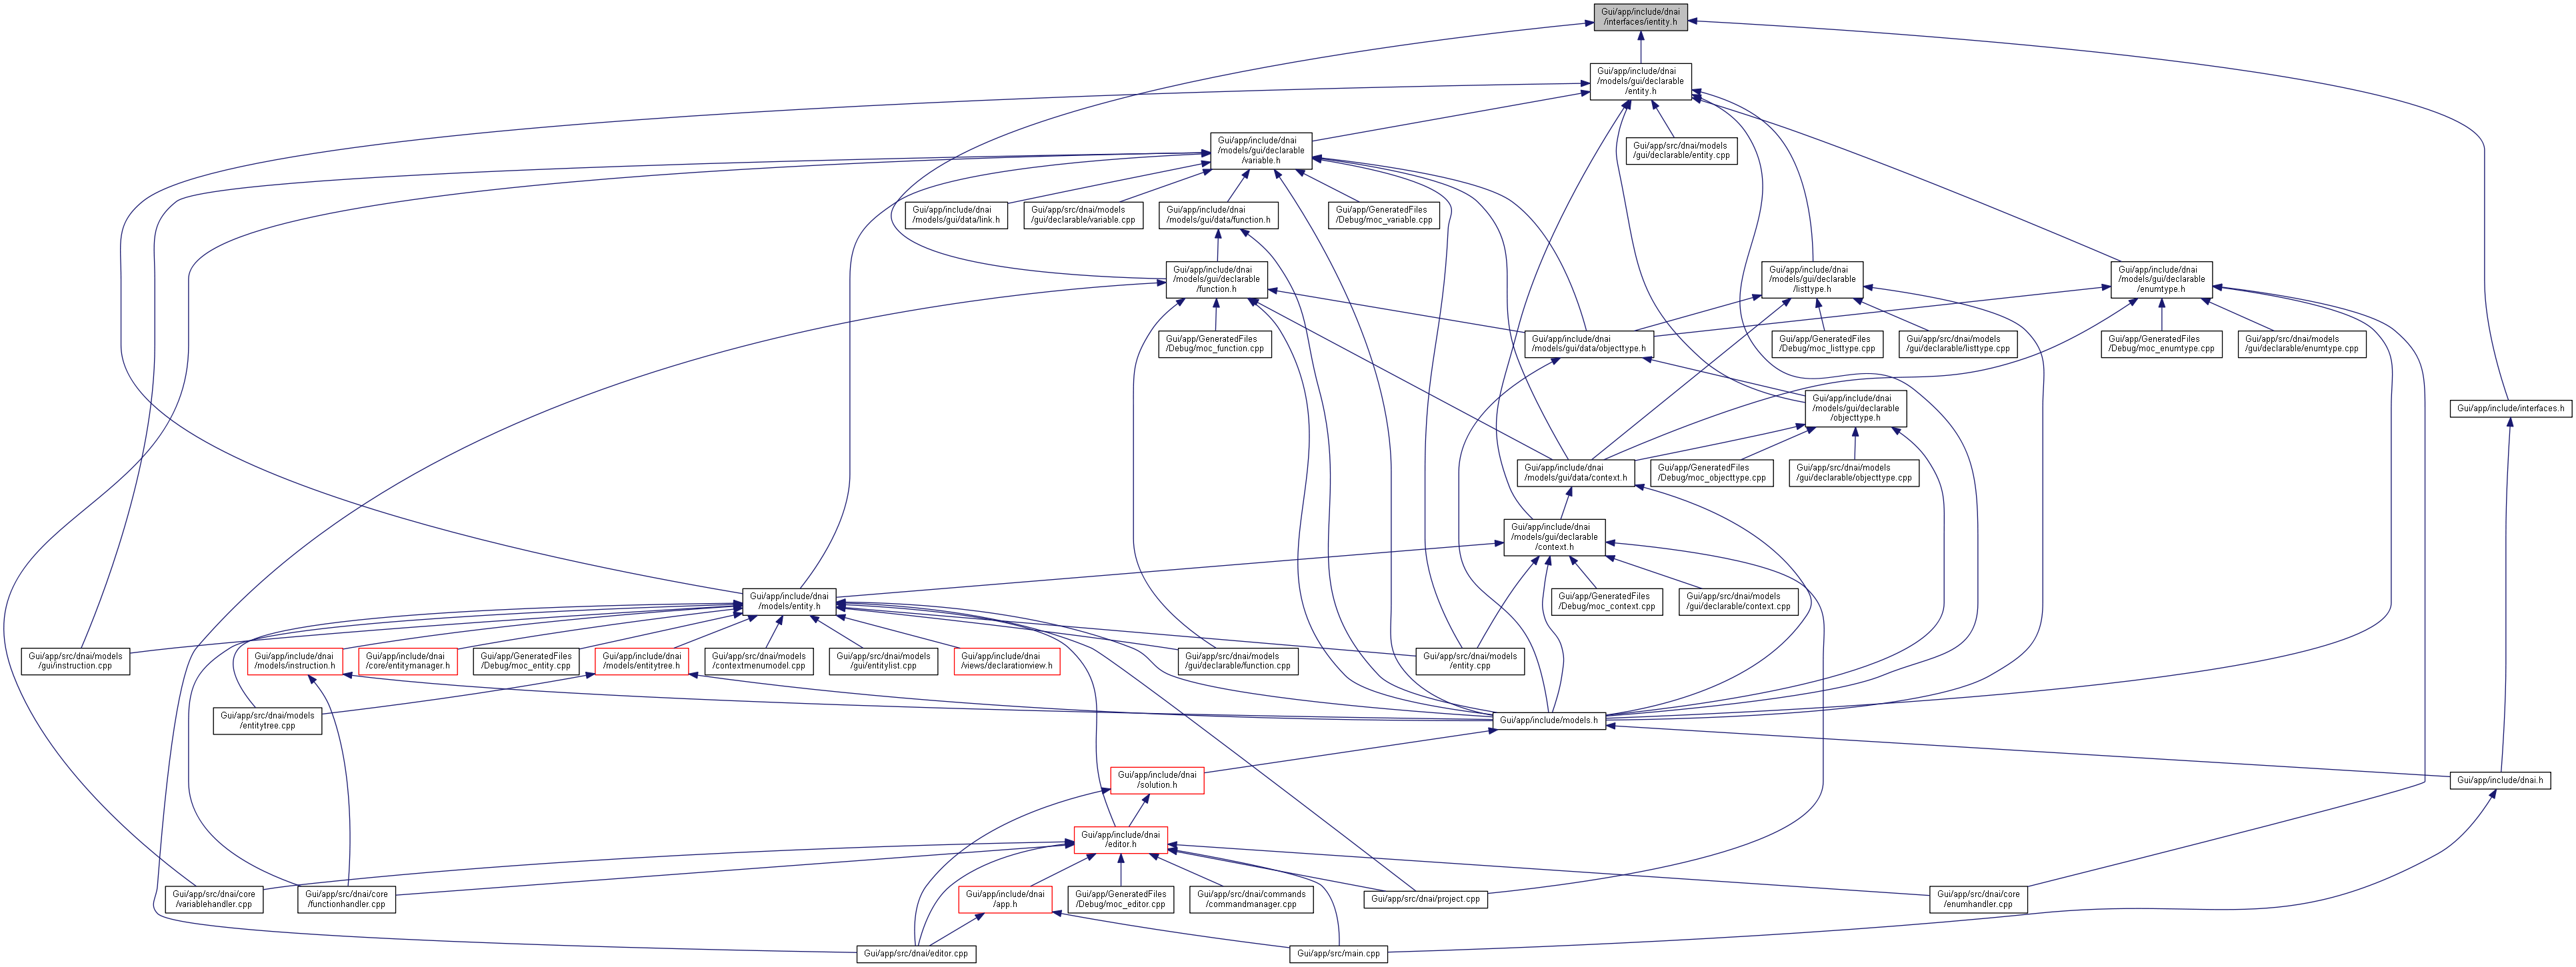 Gui/app/include/dnai
/interfaces/ientity.h
Gui/app/include/dnai
/models/gui/declarable
/entity.h
Gui/app/include/dnai
/models/gui/declarable
/variable.h
Gui/app/src/dnai/models
/gui/declarable/entity.cpp
Gui/app/include/dnai
/models/gui/data/link.h
Gui/app/src/dnai/models
/gui/declarable/variable.cpp
Gui/app/include/dnai
/models/gui/data/function.h
Gui/app/GeneratedFiles
/Debug/moc_variable.cpp
Gui/app/include/dnai
/models/gui/declarable
/function.h
Gui/app/include/dnai
/models/gui/declarable
/listtype.h
Gui/app/include/dnai
/models/gui/declarable
/enumtype.h
Gui/app/GeneratedFiles
/Debug/moc_function.cpp
Gui/app/include/dnai
/models/gui/data/objecttype.h
Gui/app/GeneratedFiles
/Debug/moc_listtype.cpp
Gui/app/src/dnai/models
/gui/declarable/listtype.cpp
Gui/app/GeneratedFiles
/Debug/moc_enumtype.cpp
Gui/app/src/dnai/models
/gui/declarable/enumtype.cpp
Gui/app/include/dnai
/models/gui/declarable
/objecttype.h
Gui/app/include/interfaces.h
Gui/app/include/dnai
/models/gui/data/context.h
Gui/app/GeneratedFiles
/Debug/moc_objecttype.cpp
Gui/app/src/dnai/models
/gui/declarable/objecttype.cpp
Gui/app/include/dnai
/models/gui/declarable
/context.h
Gui/app/include/dnai
/models/entity.h
Gui/app/GeneratedFiles
/Debug/moc_context.cpp
Gui/app/src/dnai/models
/gui/declarable/context.cpp
Gui/app/src/dnai/models
/gui/instruction.cpp
Gui/app/include/dnai
/models/instruction.h
Gui/app/include/dnai
/core/entitymanager.h
Gui/app/GeneratedFiles
/Debug/moc_entity.cpp
Gui/app/include/dnai
/models/entitytree.h
Gui/app/src/dnai/models
/contextmenumodel.cpp
Gui/app/src/dnai/models
/gui/entitylist.cpp
Gui/app/include/dnai
/views/declarationview.h
Gui/app/src/dnai/models
/gui/declarable/function.cpp
Gui/app/src/dnai/models
/entity.cpp
Gui/app/src/dnai/models
/entitytree.cpp
Gui/app/include/models.h
Gui/app/include/dnai
/solution.h
Gui/app/include/dnai.h
Gui/app/include/dnai
/editor.h
Gui/app/src/dnai/core
/variablehandler.cpp
Gui/app/src/dnai/core
/functionhandler.cpp
Gui/app/include/dnai
/app.h
Gui/app/GeneratedFiles
/Debug/moc_editor.cpp
Gui/app/src/dnai/commands
/commandmanager.cpp
Gui/app/src/dnai/project.cpp
Gui/app/src/dnai/core
/enumhandler.cpp
Gui/app/src/dnai/editor.cpp
Gui/app/src/main.cpp